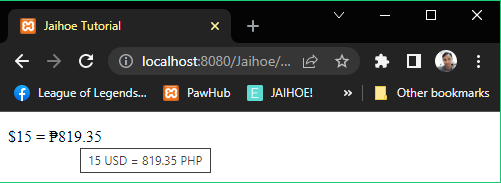 Jaihoe Tutorial
localhost:8080/Jaihoe/...
League of Legends...
PawHub
JAIHOE!
Other bookmarks
$15 = ₱819.35
15 USD = 819.35 PHP